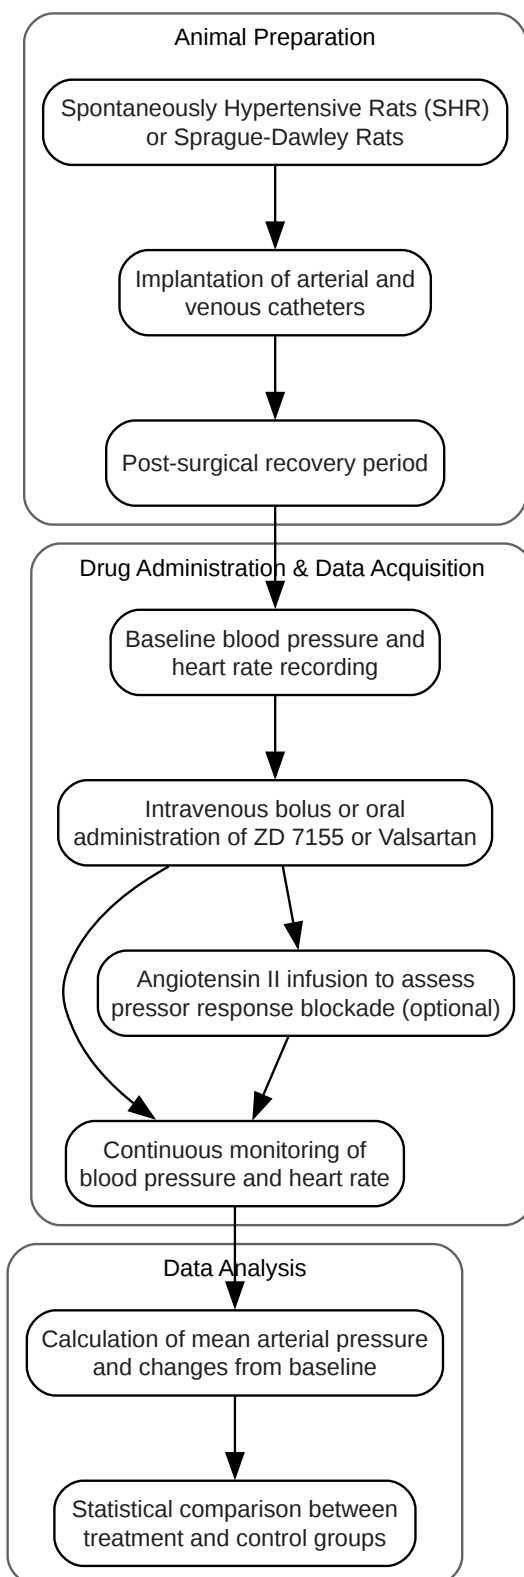 Animal Preparation
Spontaneously Hypertensive Rats (SHR)
or Sprague-Dawley Rats
Implantation of arterial and
venous catheters
Post-surgical recovery period
Drug Administration & Data Acquisition
Baseline blood pressure and
heart rate recording
Intravenous bolus or oral
administration of ZD 7155 or Valsartan
Angiotensin II infusion to assess
pressor response blockade (optional)
Continuous monitoring of
blood pressure and heart rate
Data Analysis
Calculation of mean arterial pressure
and changes from baseline
Statistical comparison between
treatment and control groups